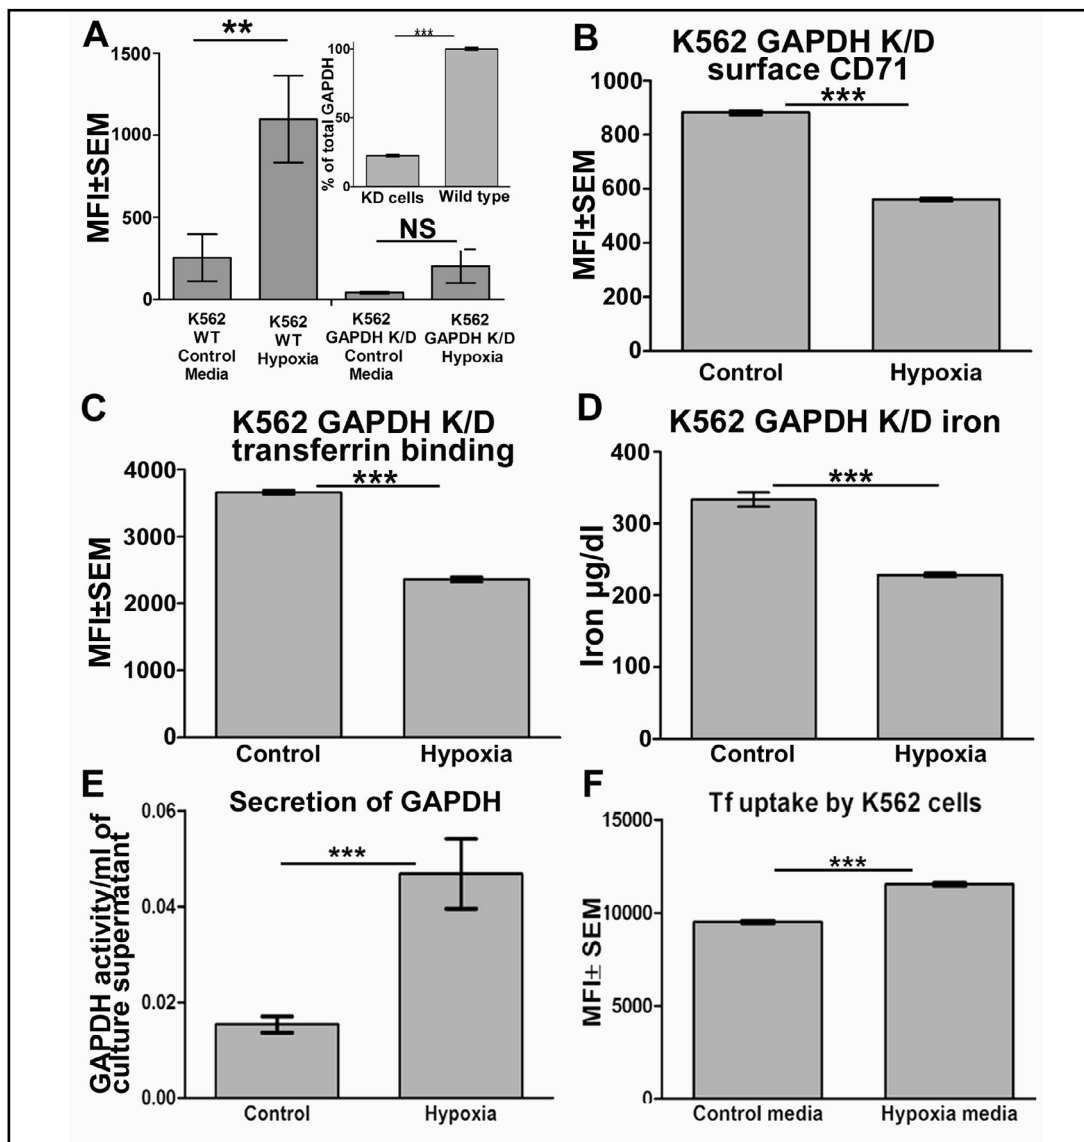 A
**
1500
1000
500
0
MFI±SEM
K562
WT
Control
Media
K562
WT
Hypoxia
K562
GAPDH K/D
Control
Media
K562
GAPDH K/D
Hypoxia
NS
***
100
50
0
% of total GAPDH
KD cells
Wild type
B
K562 GAPDH K/D
surface CD71
***
1000
800
600
400
200
0
MFI±SEM
Control
Hypoxia
C
K562 GAPDH K/D
transferrin binding
***
4000
3000
2000
1000
0
MFI±SEM
Control
Hypoxia
D
K562 GAPDH K/D iron
***
400
300
200
100
0
Iron µg/dl
Control
Hypoxia
E
Secretion of GAPDH
***
0.06
0.04
0.02
0.00
GAPDH activity/ml of
culture supernatant
Control
Hypoxia
F
Tf uptake by K562 cells
***
15000
10000
5000
0
MFI± SEM
Control media
Hypoxia media